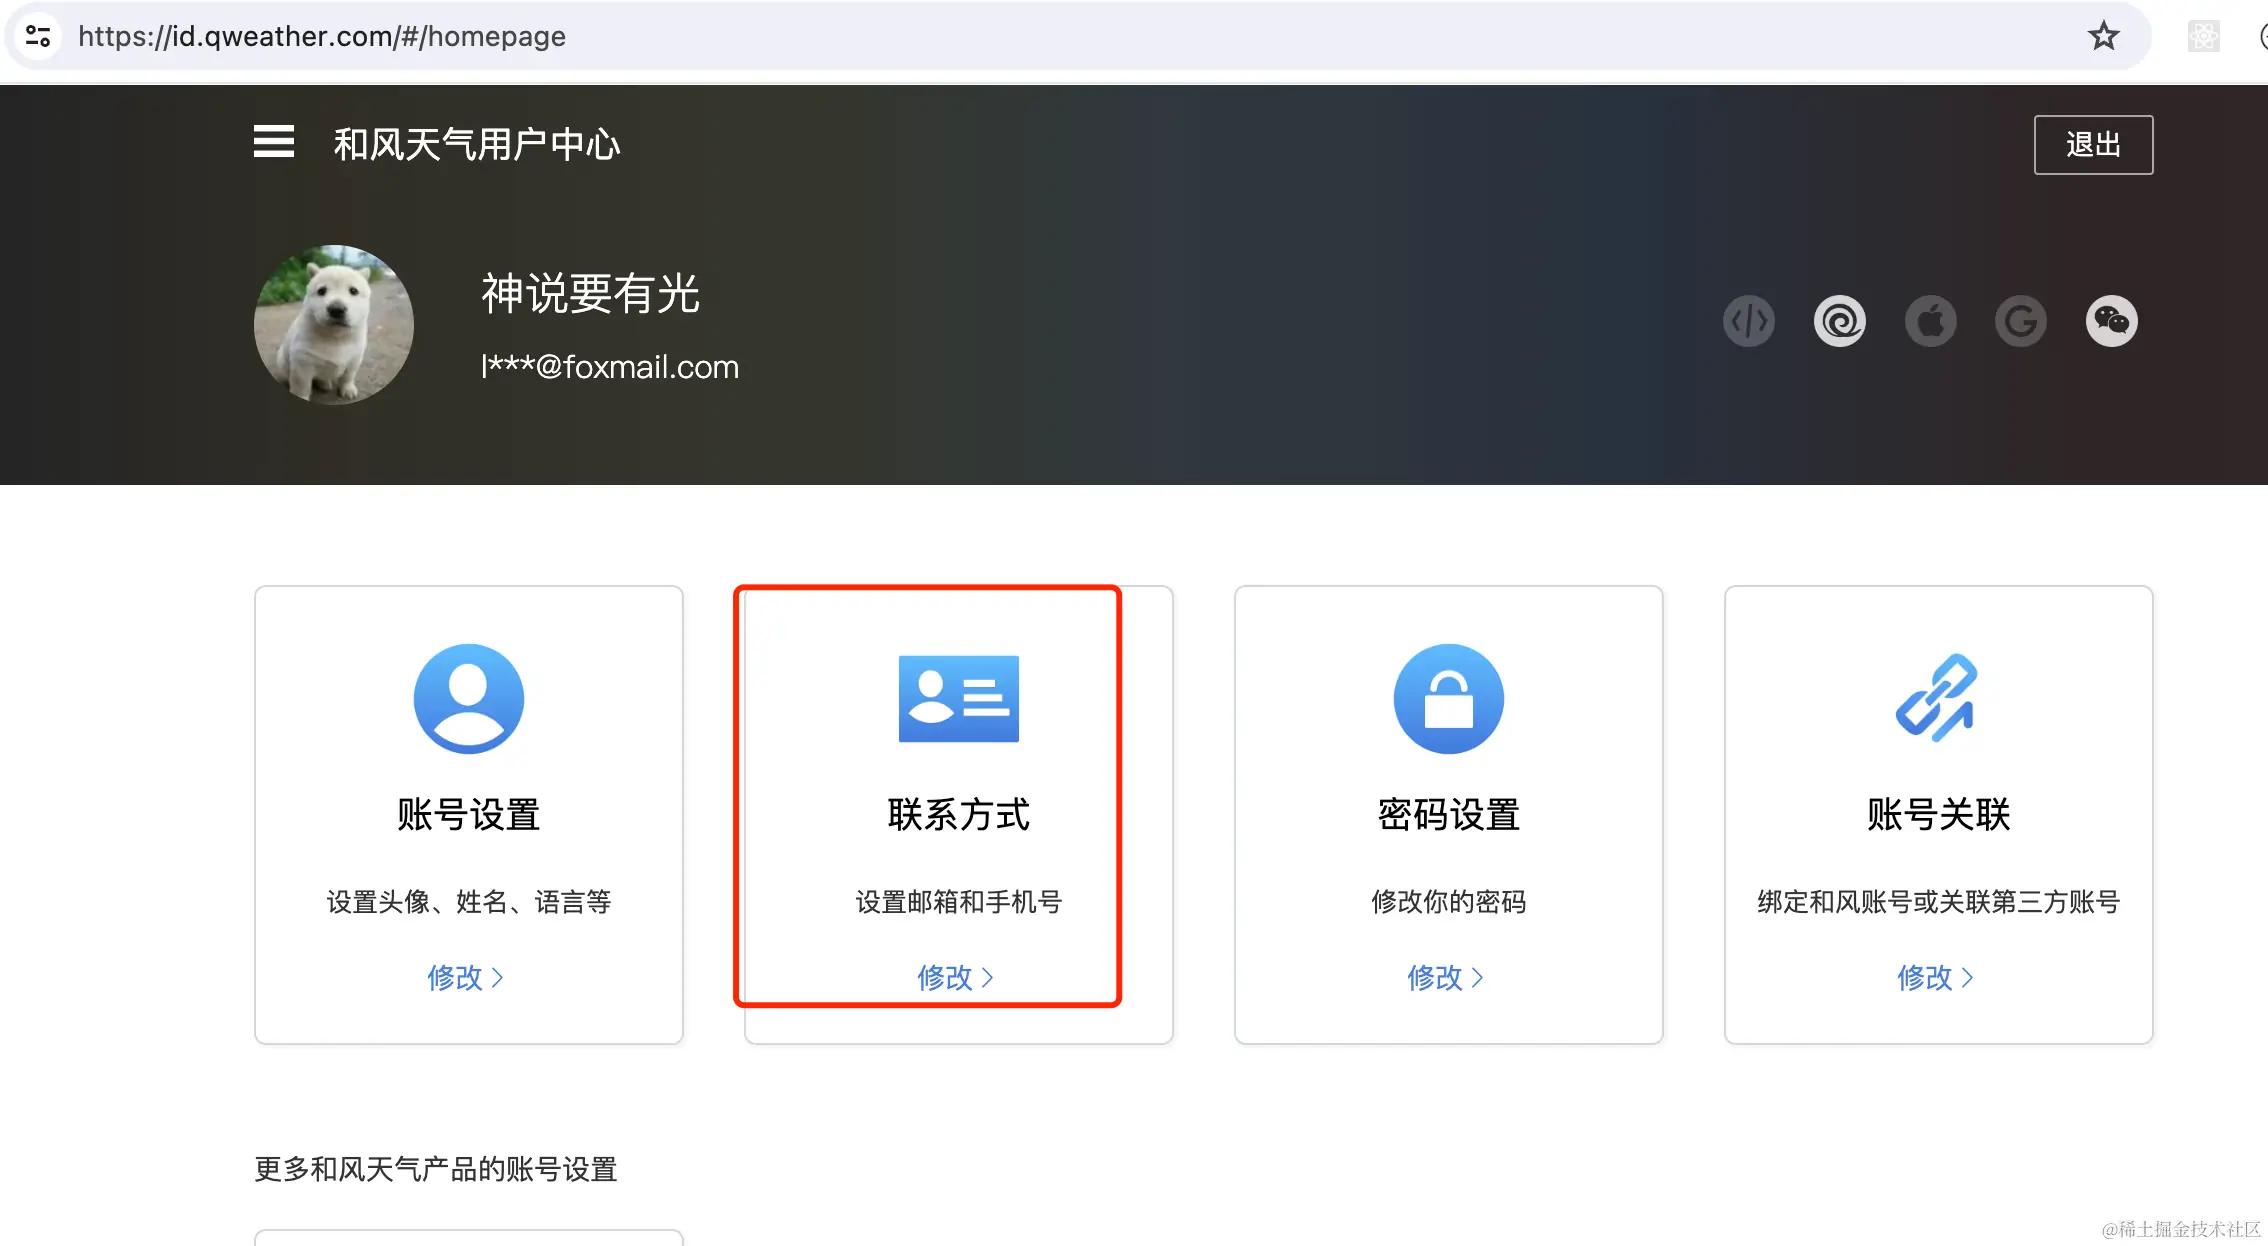 https://id.qweather.com/#/homepage
和风天气用户中心
退出
神说要有光
l***@foxmail.com
账号设置
设置头像、姓名、语言等
修改
联系方式
设置邮箱和手机号
修改
密码设置
修改你的密码
修改
账号关联
绑定和风账号或关联第三方账号
修改
更多和风天气产品的账号设置
@稀土掘金技术社区